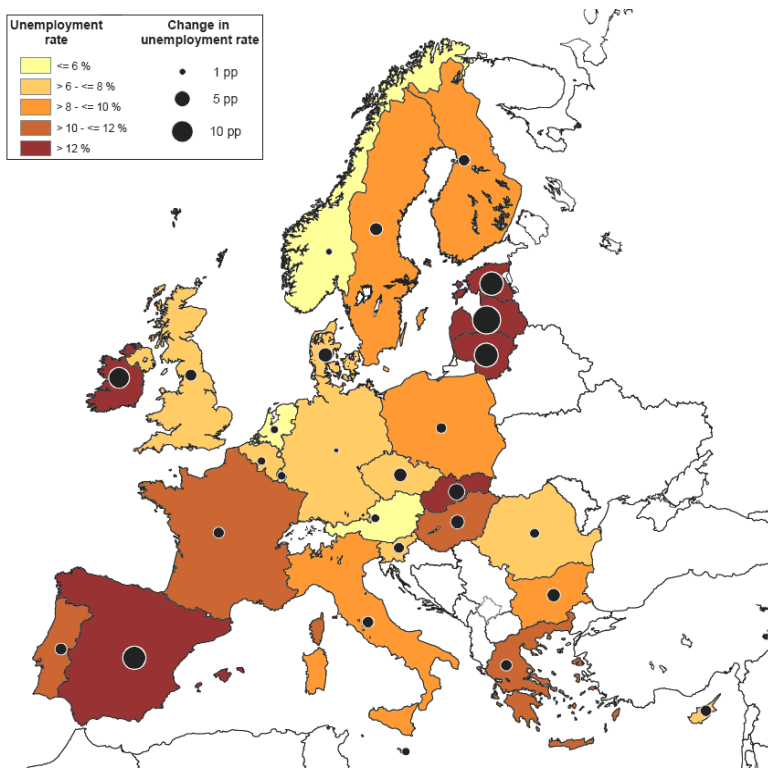 Unemployment
rate
<= 6 %
> 6 - <= 8 %
> 8 - <= 10 %
> 10 - <= 12 %
> 12 %
Change in
unemployment rate
1 pp
5 pp
10 pp